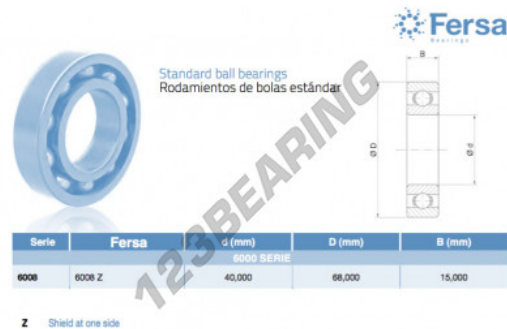 Fersa
Bearings
B
Standard ball bearings
Rodamientos de bolas estándar
Ø D
Ø d
123BEARING
Serie Fersa d (mm) D (mm) B (mm)
6000 SERIE
6008 6008 Z 40,000 68,000 15,000
Z Shield at one side